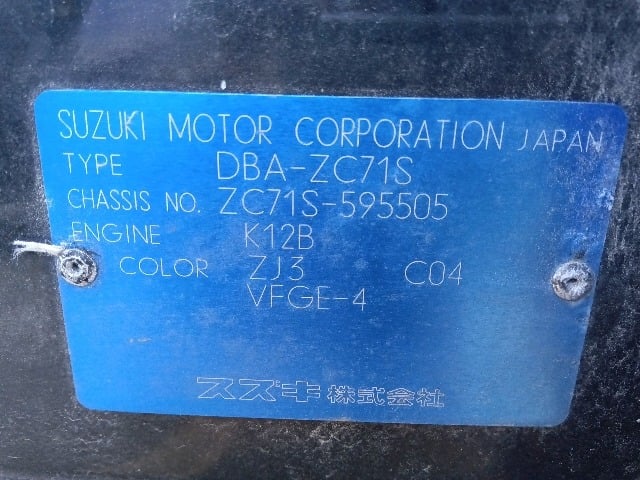 SUZUKI MOTOR CORPORATION JAPAN
TYPE DBA-ZC71S
CHASSIS NO. ZC71S-595505
ENGINE K12B
COLOR ZJ3 C04
VFGE-4
スズキ株式会社